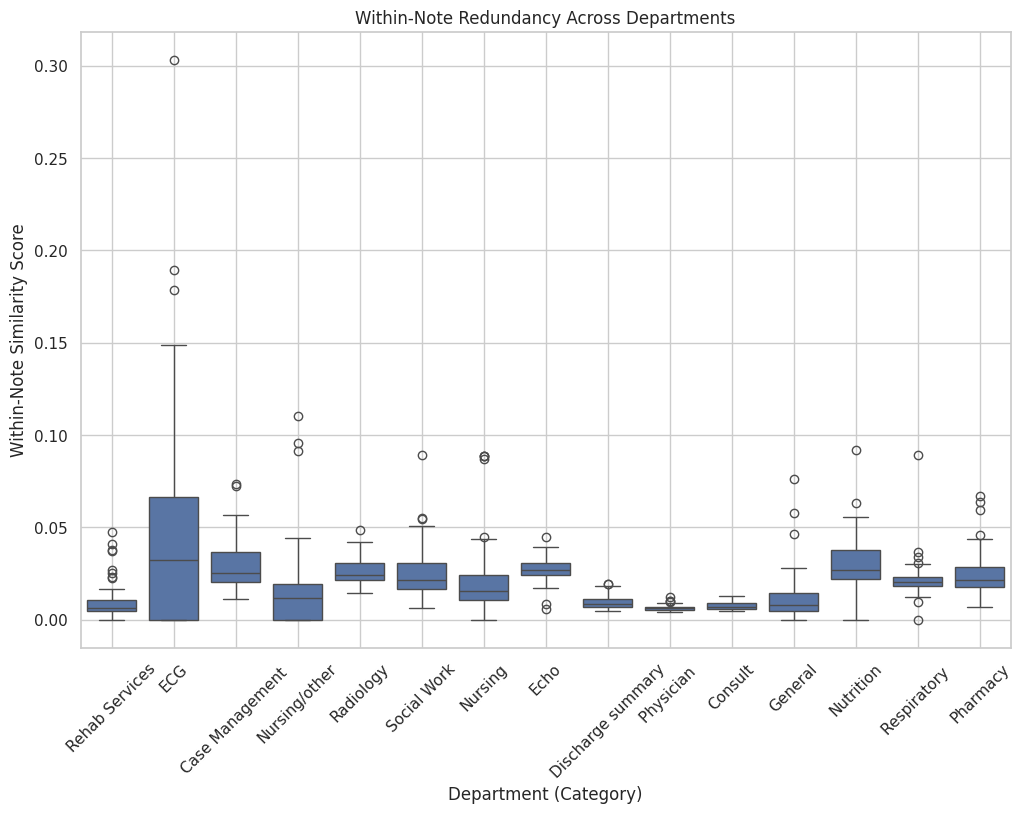 Within-Note Redundancy Across Departments
0.30
0.25
0.20
0.15
0.10
0.05
0.00
Within-Note Similarity Score
Rehab Services
ECG
Case Management
Nursing/other
Radiology
Social Work
Nursing
Echo
Discharge summary
Physician
Consult
General
Nutrition
Respiratory
Pharmacy
Department (Category)